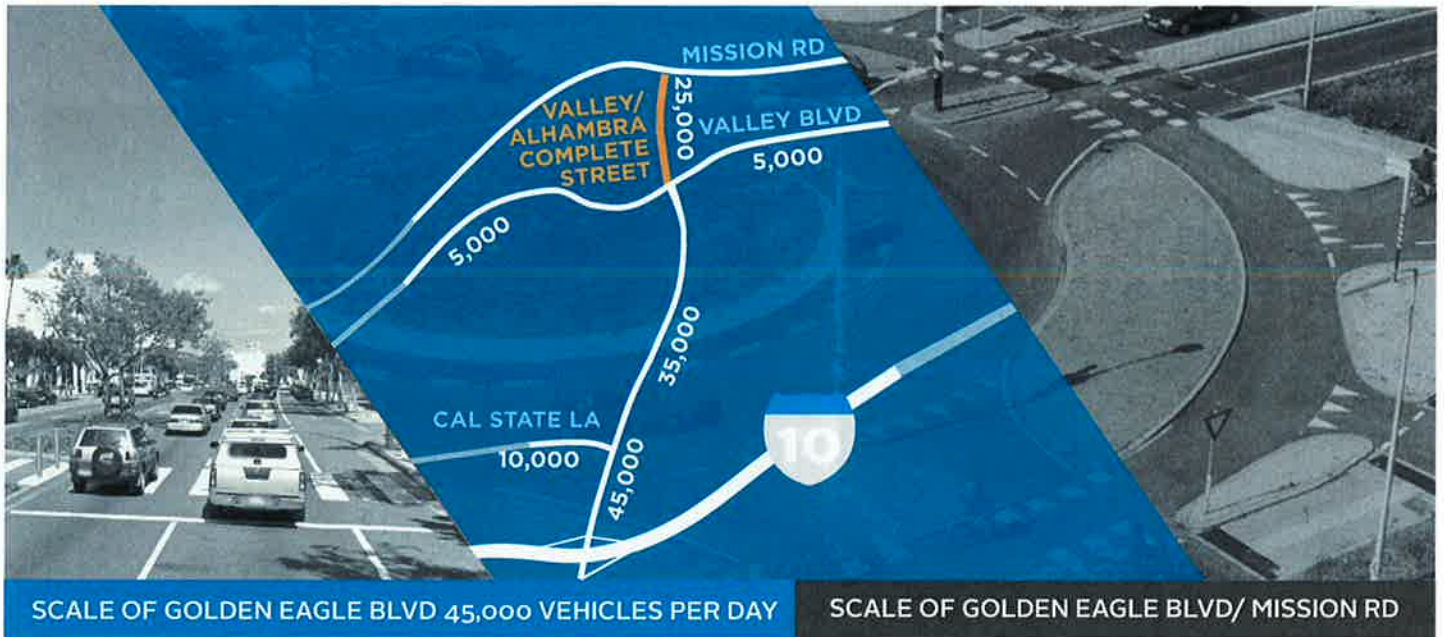 MISSION RD
VALLEY/
ALHAMBRA
COMPLETE
STREET
25,000
VALLEY BLVD
5,000
5,000
35,000
CAL STATE LA
10,000
45,000
10
SCALE OF GOLDEN EAGLE BLVD 45,000 VEHICLES PER DAY
SCALE OF GOLDEN EAGLE BLVD/ MISSION RD